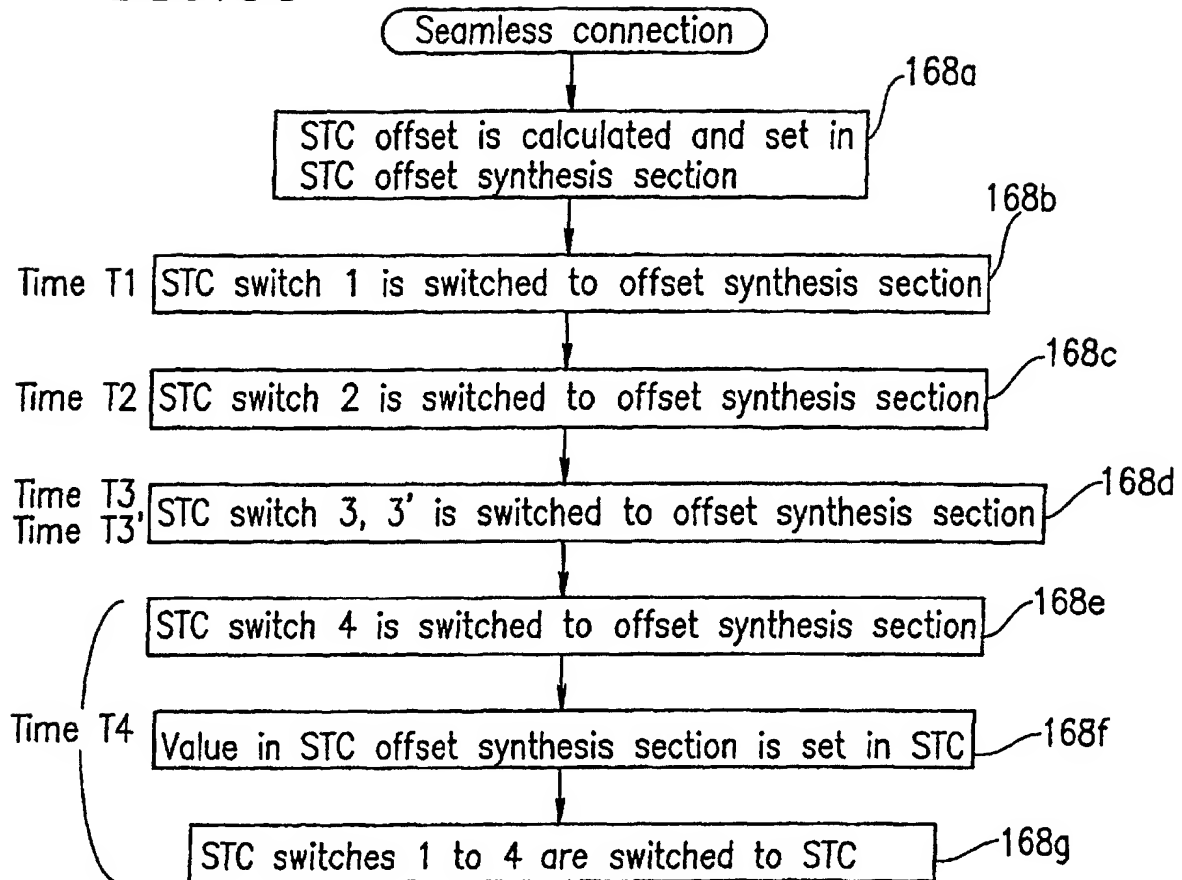 Seamless connection
168a
STC offset is calculated and set in
STC offset synthesis section
168b
Time T1 STC switch 1 is switched to offset synthesis section
168c
Time T2 STC switch 2 is switched to offset synthesis section
168d
Time T3
Time T3'
STC switch 3, 3' is switched to offset synthesis section
168e
STC switch 4 is switched to offset synthesis section
Time T4
168f
Value in STC offset synthesis section is set in STC
168g
STC switches 1 to 4 are switched to STC